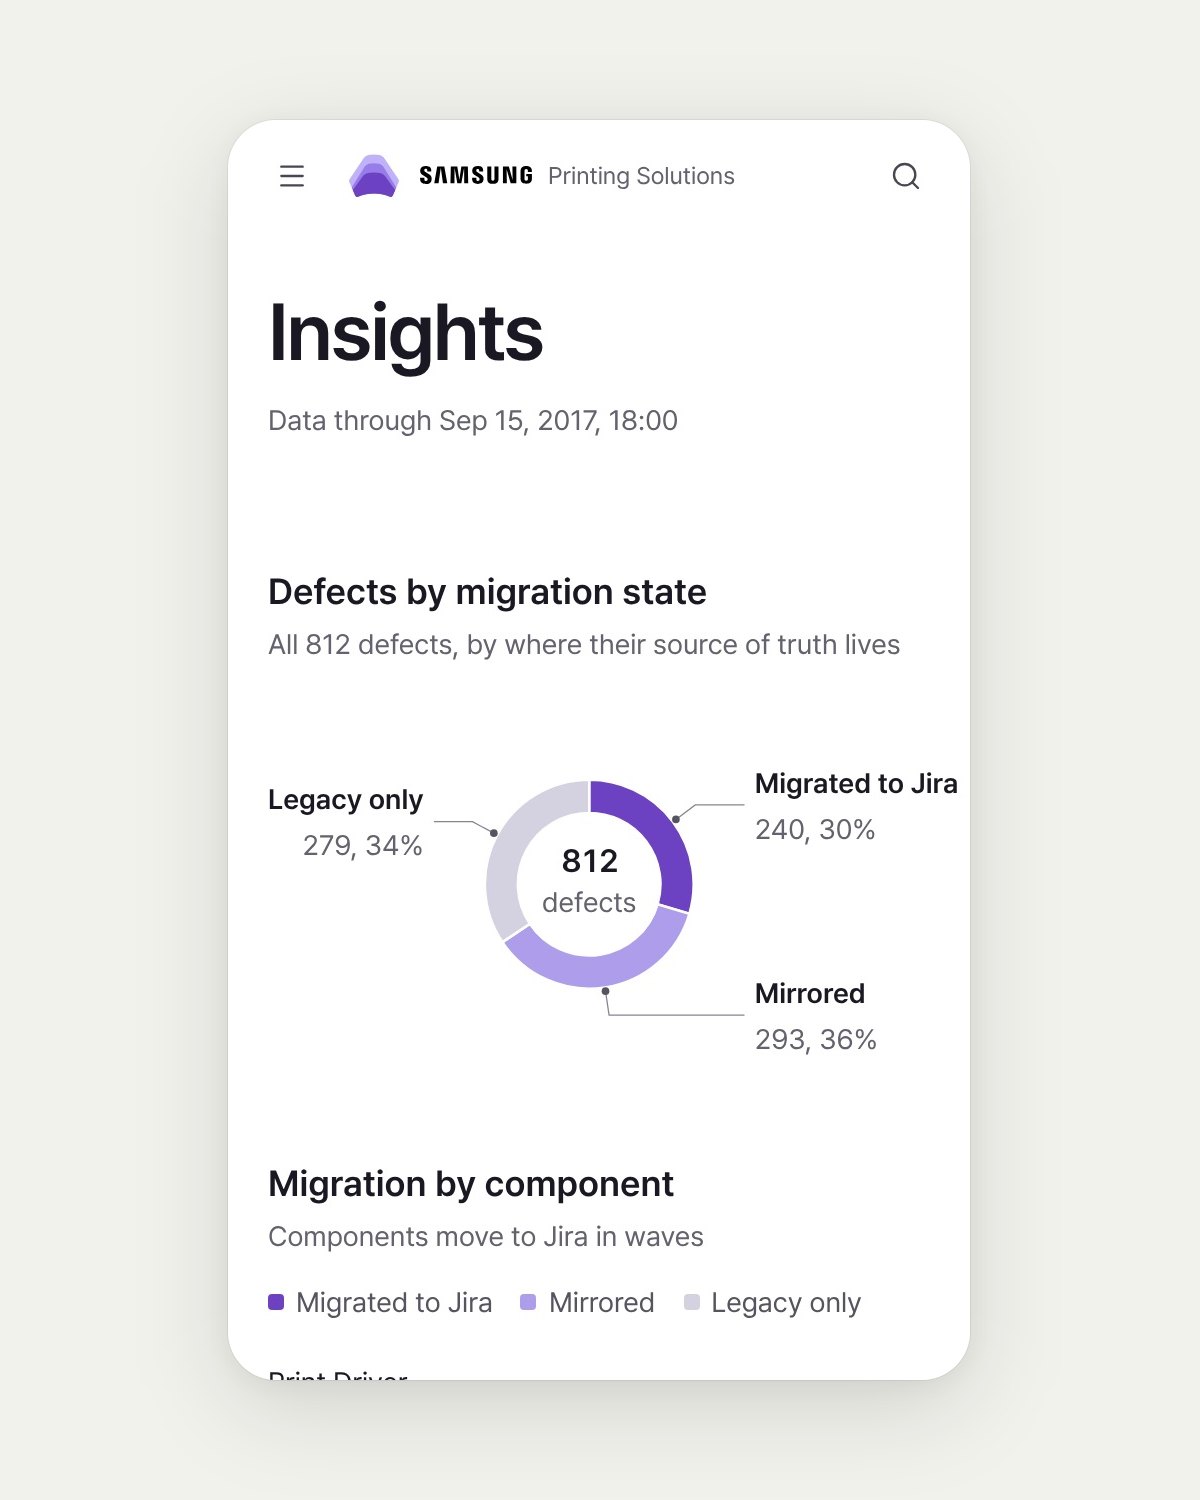 SAMSUNG Printing Solutions
Insights
Data through Sep 15, 2017, 18:00
Defects by migration state
All 812 defects, by where their source of truth lives
Legacy only
279, 34%
Migrated to Jira
240, 30%
812
defects
Mirrored
293, 36%
Migration by component
Components move to Jira in waves
Migrated to Jira
Mirrored
Legacy only
Print Driver